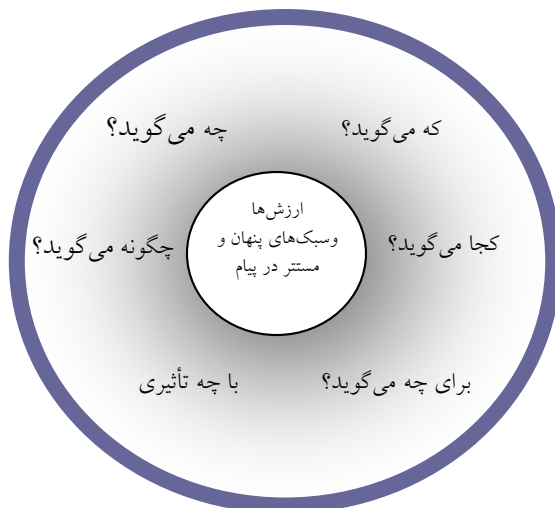 که می‌گوید؟
چه می‌گوید؟
ارزش‌ها
وسبک‌های پنهان و
مستتر در پیام
کجا می‌گوید؟
چگونه می‌گوید؟
برای چه می‌گوید؟
با چه تأثیری